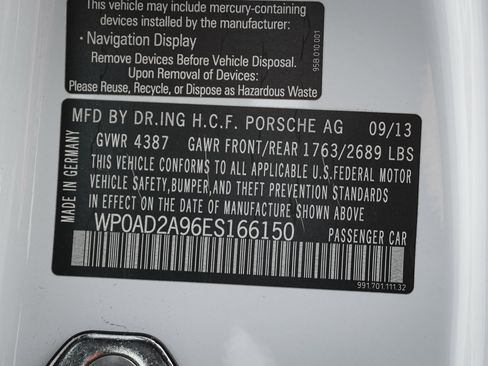 This vehicle may include mercury-containing
devices installed by the manufacturer:
• Navigation Display
Remove Devices Before Vehicle Disposal.
Upon Removal of Devices:
Please Reuse, Recycle, or Dispose as Hazardous Waste
95B.010.001
MFD BY DR.ING H.C.F. PORSCHE AG 09/13
GVWR 4387 GAWR FRONT/REAR 1763/2689 LBS
THIS VEHICLE CONFORMS TO ALL APPLICABLE U.S.FEDERAL MOTOR
VEHICLE SAFETY,BUMPER,AND THEFT PREVENTION STANDARDS
IN EFFECT ON THE DATE OF MANUFACTURE SHOWN ABOVE.
WP0AD2A96ES166150 PASSENGER CAR
MADE IN GERMANY
991.701.111.32